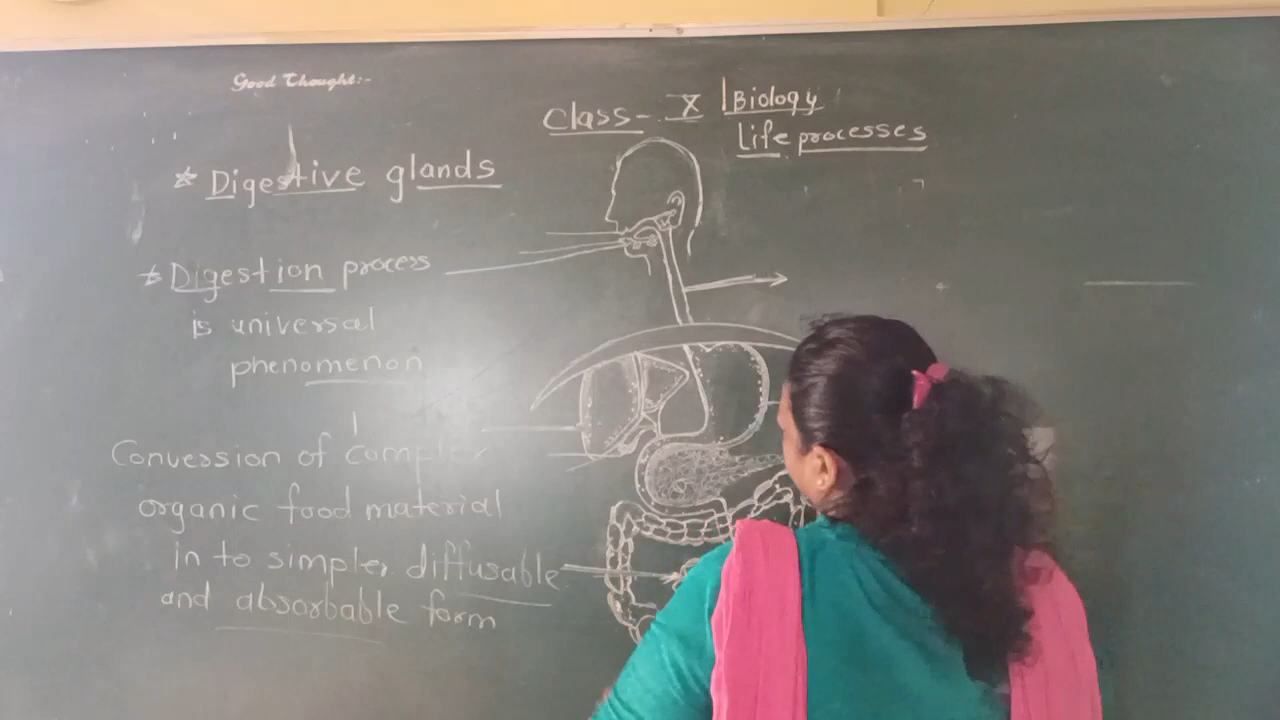 Good Thought:-
Class- X Biology
Life processes
* Digestive glands
* Digestion process
is universal
phenomenon
Convession of complex
organic food material
in to simpler diffusable
and absorbable form